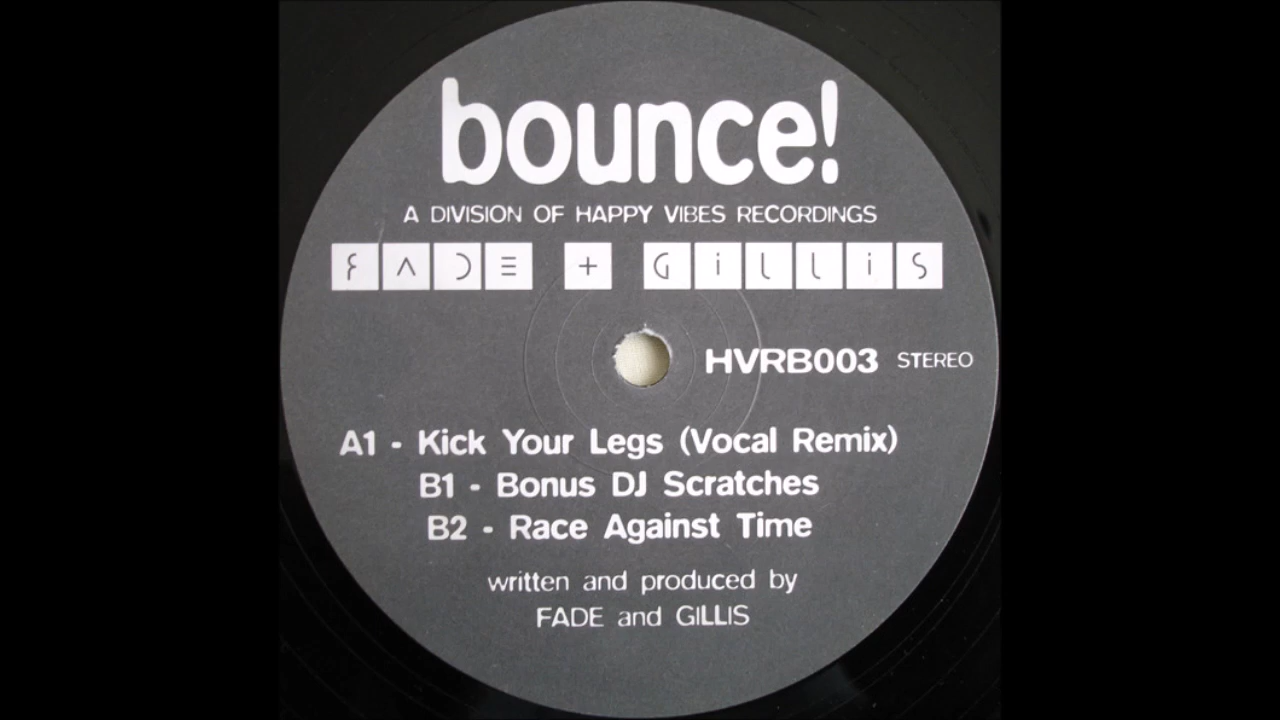 bounce!
A DIVISION OF HAPPY VIBES RECORDINGS
FADE + GiLLiS
HVRB003 STEREO
A1 - Kick Your Legs (Vocal Remix)
B1 - Bonus DJ Scratches
B2 - Race Against Time
written and produced by
FADE and GILLIS